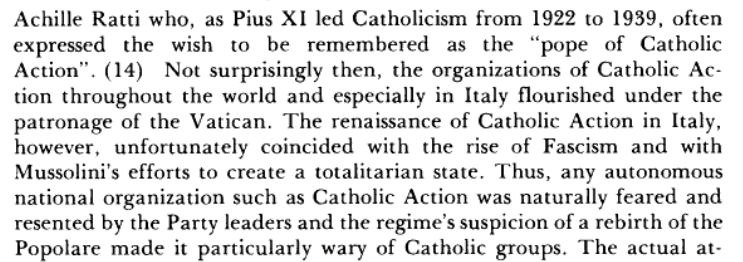 Achille Ratti who, as Pius XI led Catholicism from 1922 to 1939, often
expressed the wish to be remembered as the "pope of Catholic
Action". (14) Not surprisingly then, the organizations of Catholic Ac-
tion throughout the world and especially in Italy flourished under the
patronage of the Vatican. The renaissance of Catholic Action in Italy,
however, unfortunately coincided with the rise of Fascism and with
Mussolini's efforts to create a totalitarian state. Thus, any autonomous
national organization such as Catholic Action was naturally feared and
resented by the Party leaders and the regime's suspicion of a rebirth of the
Popolare made it particularly wary of Catholic groups. The actual at-